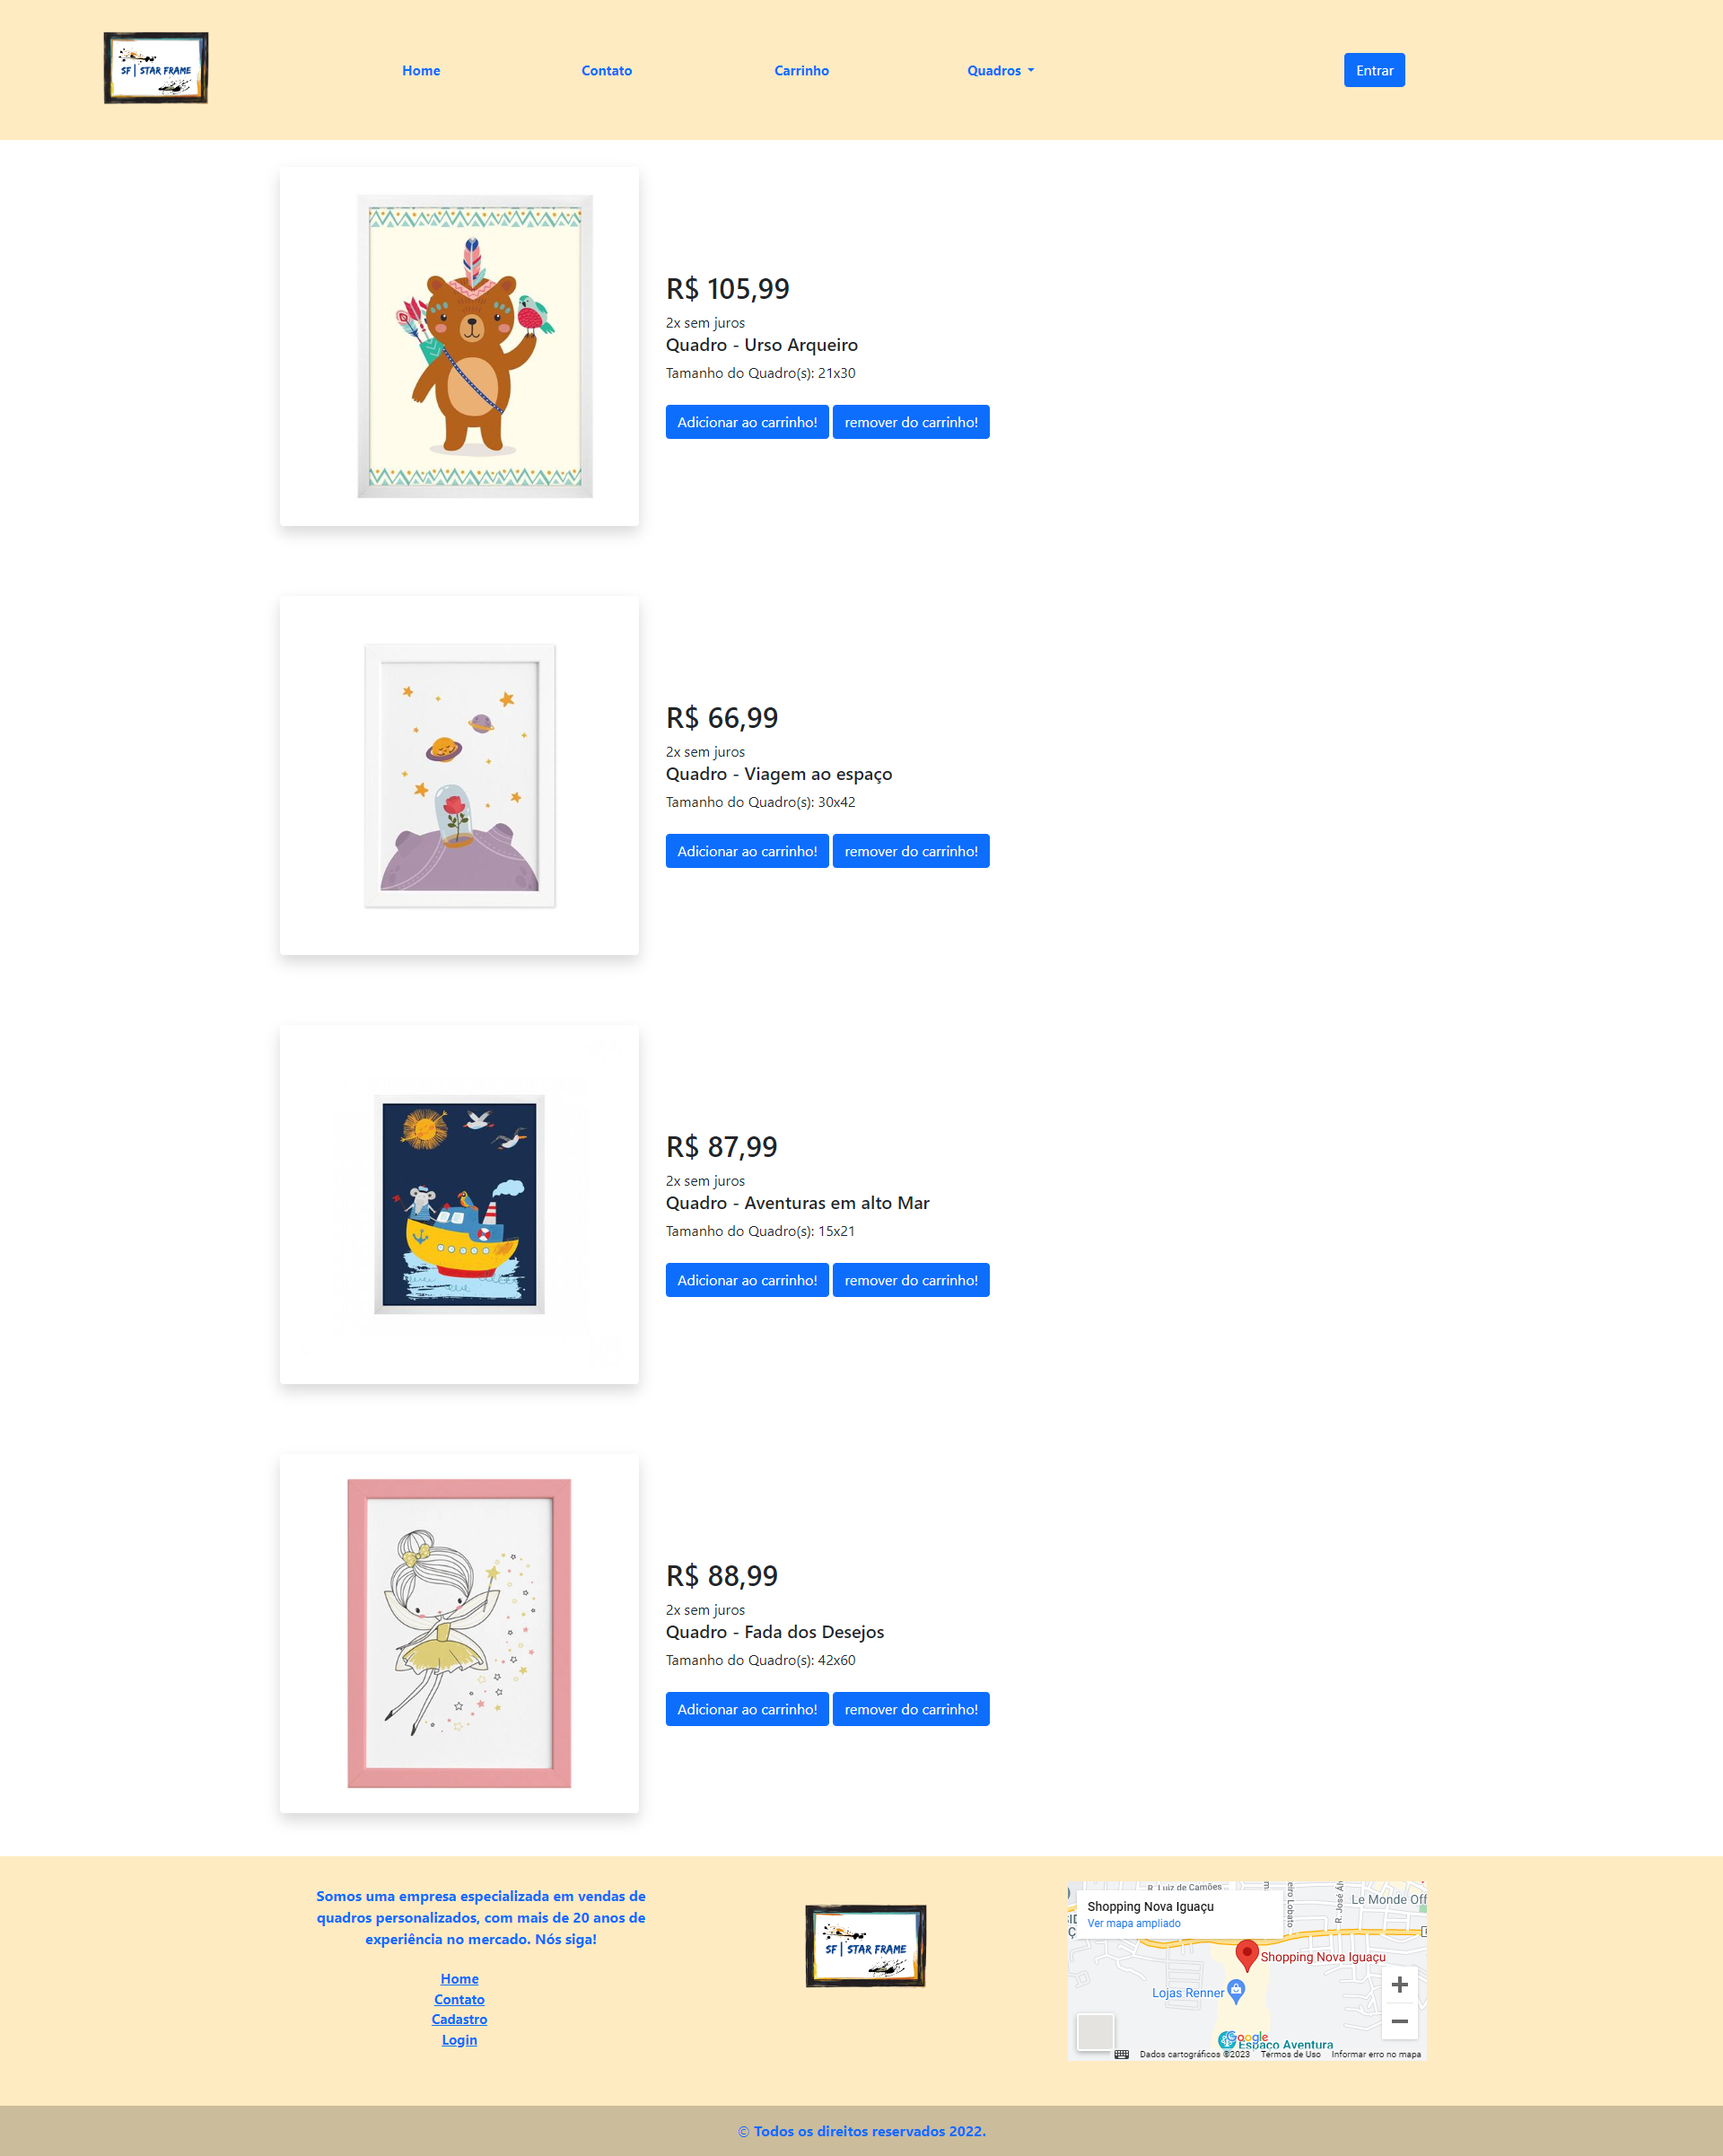 SF | STAR FRAME
Home
Contato
Carrinho
Quadros
Entrar
R$ 105,99
2x sem juros
Quadro - Urso Arqueiro
Tamanho do Quadro(s): 21x30
Adicionar ao carrinho!
remover do carrinho!
R$ 66,99
2x sem juros
Quadro - Viagem ao espaço
Tamanho do Quadro(s): 30x42
Adicionar ao carrinho!
remover do carrinho!
R$ 87,99
2x sem juros
Quadro - Aventuras em alto Mar
Tamanho do Quadro(s): 15x21
Adicionar ao carrinho!
remover do carrinho!
R$ 88,99
2x sem juros
Quadro - Fada dos Desejos
Tamanho do Quadro(s): 42x60
Adicionar ao carrinho!
remover do carrinho!
Somos uma empresa especializada em vendas de
quadros personalizados, com mais de 20 anos de
experiência no mercado. Nós siga!
Home
Contato
Cadastro
Login
SF | STAR FRAME
R. Luiz de Camões
Shopping Nova Iguaçu
Ver mapa ampliado
eiro Lobato
R. José
Le Monde Off
Shopping Nova Iguaçu
Lojas Renner
Google
Espaço Aventura
Dados cartográficos ©2023
Termos de Uso
Informar erro no mapa
© Todos os direitos reservados 2022.